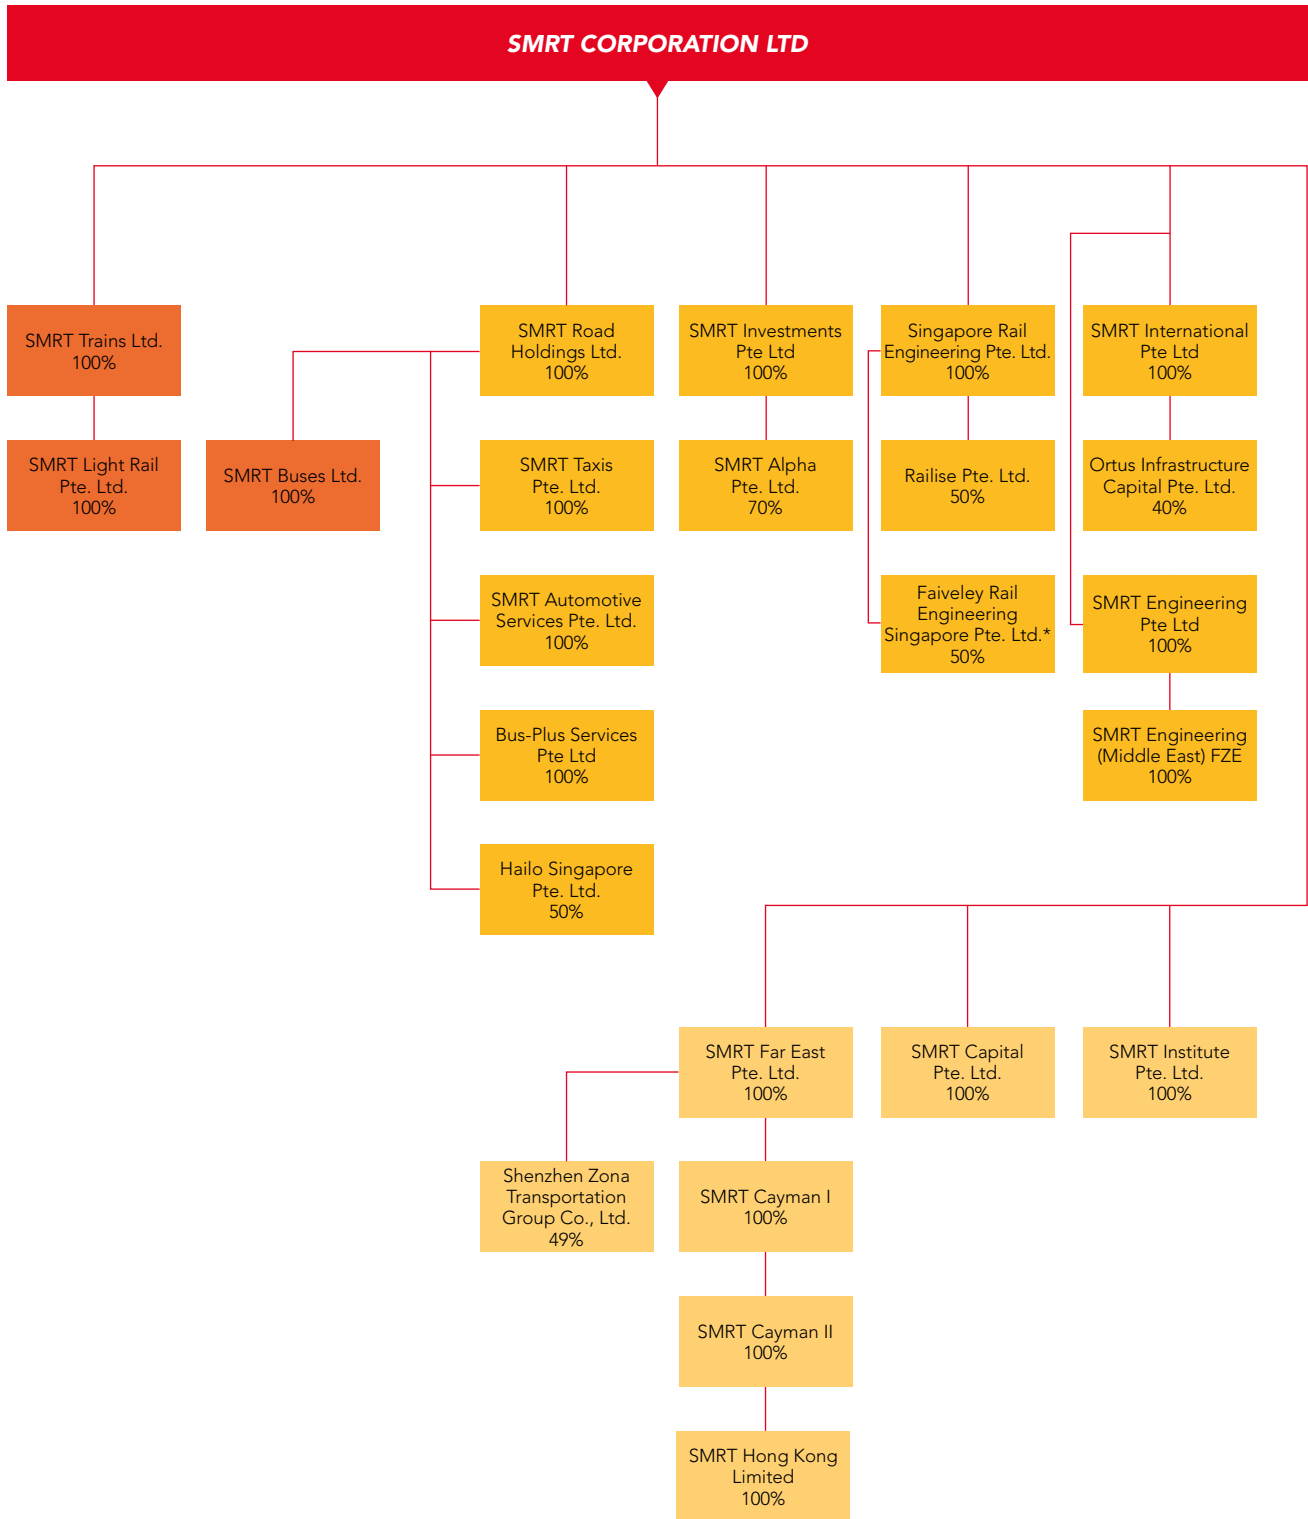 SMRT CORPORATION LTD
SMRT Trains Ltd.
100%
SMRT Road
Holdings Ltd.
100%
SMRT Investments
Pte Ltd
100%
Singapore Rail
Engineering Pte. Ltd.
100%
SMRT International
Pte Ltd
100%
SMRT Light Rail
Pte. Ltd.
100%
SMRT Buses Ltd.
100%
SMRT Taxis
Pte. Ltd.
100%
SMRT Alpha
Pte. Ltd.
70%
Railise Pte. Ltd.
50%
Ortus Infrastructure
Capital Pte. Ltd.
40%
SMRT Automotive
Services Pte. Ltd.
100%
Faiveley Rail
Engineering
Singapore Pte. Ltd.*
50%
SMRT Engineering
Pte Ltd
100%
Bus-Plus Services
Pte Ltd
100%
SMRT Engineering
(Middle East) FZE
100%
Hailo Singapore
Pte. Ltd.
50%
SMRT Far East
Pte. Ltd.
100%
SMRT Capital
Pte. Ltd.
100%
SMRT Institute
Pte. Ltd.
100%
Shenzhen Zona
Transportation
Group Co., Ltd.
49%
SMRT Cayman I
100%
SMRT Cayman II
100%
SMRT Hong Kong
Limited
100%